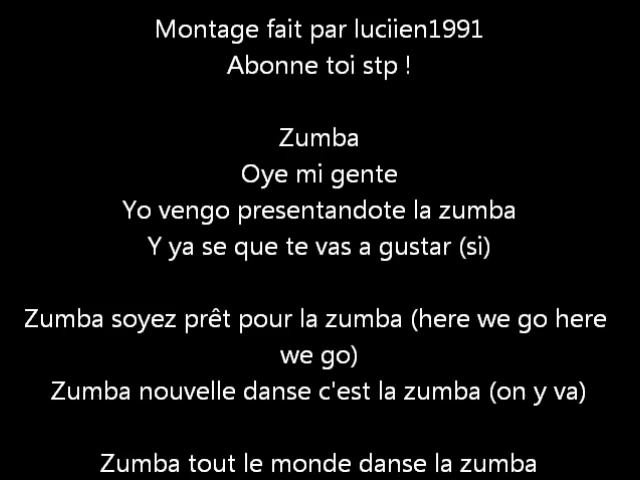 Montage fait par luciien1991
Abonne toi stp !
Zumba
Oye mi gente
Yo vengo presentandote la zumba
Y ya se que te vas a gustar (si)
Zumba soyez prêt pour la zumba (here we go here
we go)
Zumba nouvelle danse c'est la zumba (on y va)
Zumba tout le monde danse la zumba